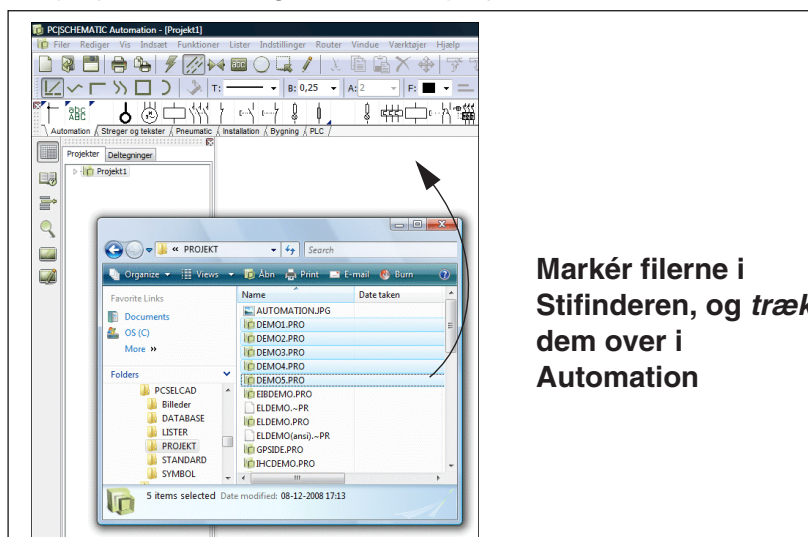 PC|SCHEMATIC Automation - [Projekt1]
Filer Rediger Vis Indsæt Funktioner Lister Indstillinger Router Vindue Værktøjer Hjælp
T: B: 0,25 A: 2 F:
Automation Streger og tekster Pneumatic Installation Bygning PLC
Projekter Deltegninger
Projekt1
« PROJEKT Search
Organize Views Åbn Print E-mail Burn
Favorite Links
Documents
OS (C)
More »
Folders
PCSELCAD
Billeder
DATABASE
LISTER
PROJEKT
STANDARD
SYMBOL
Name Date taken
AUTOMATION.JPG
DEMO1.PRO
DEMO2.PRO
DEMO3.PRO
DEMO4.PRO
DEMO5.PRO
EIBDEMO.PRO
ELDEMO.~PR
ELDEMO.PRO
ELDEMO(ansi).~PR
GPSIDE.PRO
IHCDEMO.PRO
5 items selected Date modified: 08-12-2008 17:13
Markér filerne i
Stifinderen, og træk
dem over i
Automation